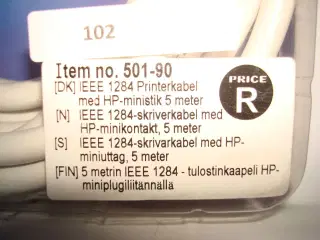 102
Item no. 501-90
PRICE
R
[DK] IEEE 1284 Printerkabel
med HP-ministik 5 meter
[N] IEEE 1284-skriverkabel med
HP-minikontakt, 5 meter
[S] IEEE 1284-skrivarkabel med HP-
miniuttag, 5 meter
[FIN] 5 metrin IEEE 1284 - tulostinkaapeli HP-
miniplugiliitännallä